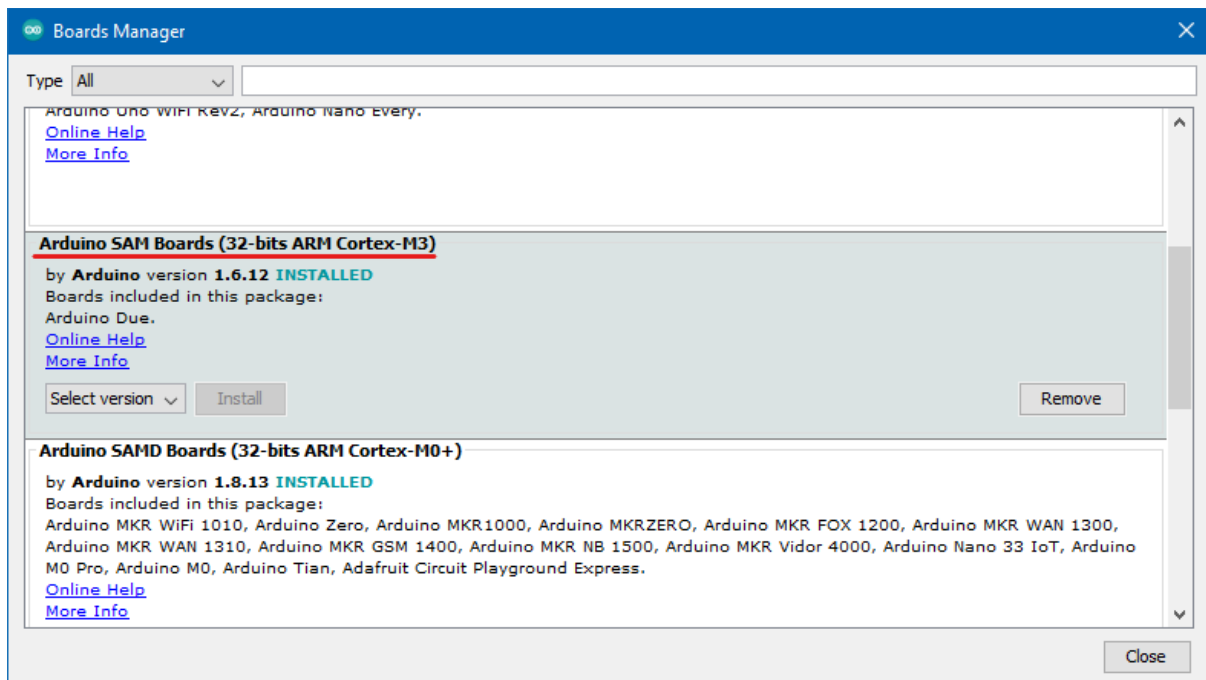 Boards Manager
Type All
Arduino Uno WiFi Rev2, Arduino Nano Every.
Online Help
More Info
Arduino SAM Boards (32-bits ARM Cortex-M3)
by Arduino version 1.6.12 INSTALLED
Boards included in this package:
Arduino Due.
Online Help
More Info
Select version Install Remove
Arduino SAMD Boards (32-bits ARM Cortex-M0+)
by Arduino version 1.8.13 INSTALLED
Boards included in this package:
Arduino MKR WiFi 1010, Arduino Zero, Arduino MKR1000, Arduino MKRZERO, Arduino MKR FOX 1200, Arduino MKR WAN 1300,
Arduino MKR WAN 1310, Arduino MKR GSM 1400, Arduino MKR NB 1500, Arduino MKR Vidor 4000, Arduino Nano 33 IoT, Arduino
M0 Pro, Arduino M0, Arduino Tian, Adafruit Circuit Playground Express.
Online Help
More Info
Close